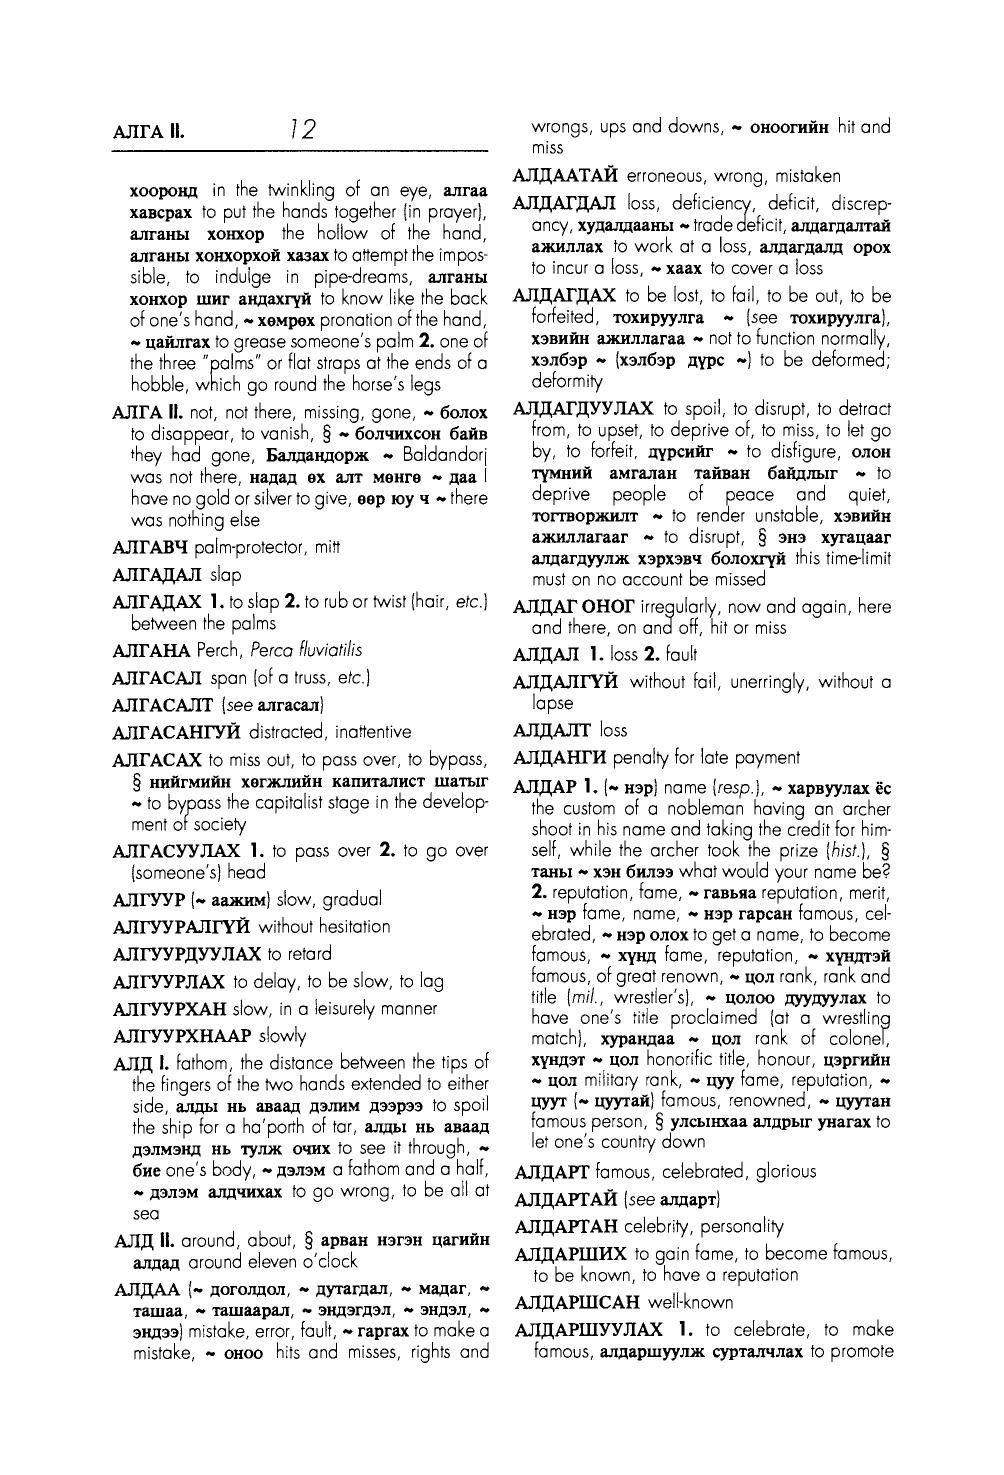 АЛГА II. 12
хооронд in the twinkling of an eye, алгаа
хавсрах to put the hands together (in prayer),
алганы хонхор the hollow of the hand,
алганы хонхорхой хазах to attempt the impos-
sible, to indulge in pipe-dreams, алганы
хонхор шиг андахгүй to know like the back
of one's hand, ~ хөмрөх pronation of the hand,
~ цайлгах to grease someone's palm 2. one of
the three "palms" or flat straps at the ends of a
hobble, which go round the horse's legs
АЛГА II. not, not there, missing, gone, ~ болох
to disappear, to vanish, § ~ болчихсон байв
they had gone, Балдандорж ~ Baldandorj
was not there, надад өх алт мөнгө ~ даа I
have no gold or silver to give, өөр юу ч ~ there
was nothing else
АЛГАВЧ palm-protector, mitt
АЛГАДАЛ slap
АЛГАДАХ 1. to slap 2. to rub or twist (hair, etc.)
between the palms
АЛГАНА Perch, Perca fluviatilis
АЛГАСАЛ span (of a truss, etc.)
АЛГАСАЛТ (see алгасал)
АЛГАСАНГУЙ distracted, inattentive
АЛГАСАХ to miss out, to pass over, to bypass,
§ нийгмийн хөгжлийн капиталист шатыг
~ to bypass the capitalist stage in the develop-
ment of society
АЛГАСУУЛАХ 1. to pass over 2. to go over
(someone's) head
АЛГУУР (~ аажим) slow, gradual
АЛГУУРАЛГҮЙ without hesitation
АЛГУУРДУУЛАХ to retard
АЛГУУРЛАХ to delay, to be slow, to lag
АЛГУУРХАН slow, in a leisurely manner
АЛГУУРХНААР slowly
АЛД I. fathom, the distance between the tips of
the fingers of the two hands extended to either
side, алды нь аваад дэлим дээрээ to spoil
the ship for a ha'porth of tar, алды нь аваад
дэлмэнд нь тулж очих to see it through, ~
бие one's body, ~ дэлэм a fathom and a half,
~ дэлэм алдчихах to go wrong, to be all at
sea
АЛД II. around, about, § арван нэгэн цагийн
алдад around eleven o'clock
АЛДАА (~ доголдол, ~ дутагдал, ~ мадаг, ~
ташаа, ~ ташаарал, ~ эндэгдэл, ~ эндэл, ~
эндээ) mistake, error, fault, ~ гаргах to make a
mistake, ~ оноо hits and misses, rights and
wrongs, ups and downs, ~ оноогийн hit and
miss
АЛДААТАЙ erroneous, wrong, mistaken
АЛДАГДАЛ loss, deficiency, deficit, discrep-
ancy, худалдааны ~ trade deficit, алдагдалтай
ажиллах to work at a loss, алдагдалд орох
to incur a loss, ~ хаах to cover a loss
АЛДАГДАХ to be lost, to fail, to be out, to be
forfeited, тохируулга ~ (see тохируулга),
хэвийн ажиллагаа ~ not to function normally,
хэлбэр ~ (хэлбэр дүрс ~) to be deformed;
deformity
АЛДАГДУУЛАХ to spoil, to disrupt, to detract
from, to upset, to deprive of, to miss, to let go
by, to forfeit, дүрсийг ~ to disfigure, олон
түмний амгалан тайван байдлыг ~ to
deprive people of peace and quiet,
тогтворжилт ~ to render unstable, хэвийн
ажиллагааг ~ to disrupt, § энэ хугацааг
алдагдуулж хэрхэвч болохгүй this time-limit
must on no account be missed
АЛДАГ ОНОГ irregularly, now and again, here
and there, on and off, hit or miss
АЛДАЛ 1. loss 2. fault
АЛДАЛГҮЙ without fail, unerringly, without a
lapse
АЛДАЛТ loss
АЛДАНГИ penalty for late payment
АЛДАР 1. (~ нэр) name (resp.), ~ харвуулах ёс
the custom of a nobleman having an archer
shoot in his name and taking the credit for him-
self, while the archer took the prize (hist.), §
таны ~ хэн билээ what would your name be?
2. reputation, fame, ~ гавьяа reputation, merit,
~ нэр fame, name, ~ нэр гарсан famous, cel-
ebrated, ~ нэр олох to get a name, to become
famous, ~ хүнд fame, reputation, ~ хүндтэй
famous, of great renown, ~ цол rank, rank and
title (mil., wrestler's), ~ цолоо дуудуулах to
have one's title proclaimed (at a wrestling
match), хурандаа ~ цол rank of colonel,
хүндэт ~ цол honorific title, honour, цэргийн
~ цол military rank, ~ цуу fame, reputation, ~
цуут (~ цуутай) famous, renowned, ~ цуутан
famous person, § улсынхаа алдрыг унагах to
let one's country down
АЛДАРТ famous, celebrated, glorious
АЛДАРТАЙ (see алдарт)
АЛДАРТАН celebrity, personality
АЛДАРШИХ to gain fame, to become famous,
to be known, to have a reputation
АЛДАРШСАН well-known
АЛДАРШУУЛАХ 1. to celebrate, to make
famous, алдаршуулж сурталчлах to promote